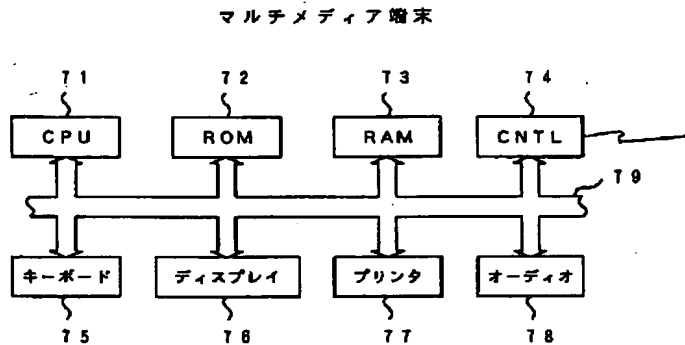 マルチメディア端末
71 72 73 74
CPU ROM RAM CNTL
79
キーボード ディスプレイ プリンタ オーディオ
75 76 77 78